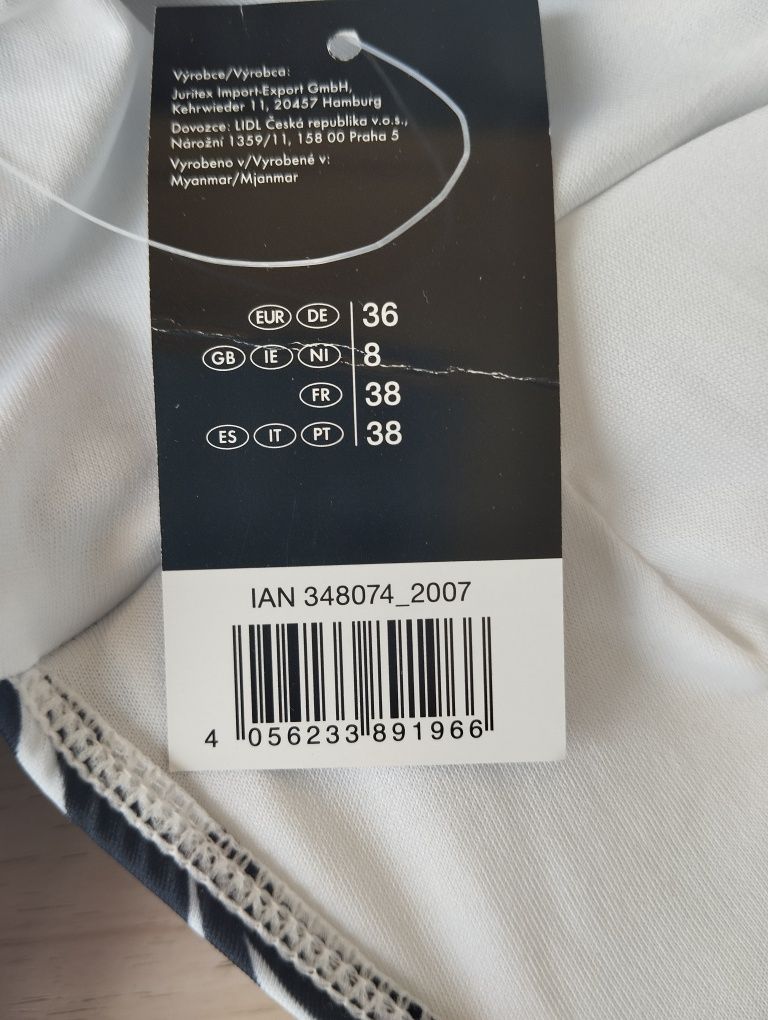 Výrobce/Výrobca:
Juritex Import-Export GmbH,
Kehrwieder 11, 20457 Hamburg
Dovozce: LIDL Česká republika v.o.s.,
Nárožní 1359/11, 158 00 Praha 5
Vyrobeno v/Vyrobené v:
Myanmar/Mjanmar
EUR DE 36
GB IE NI 8
FR 38
ES IT PT 38
IAN 348074_2007
4 056233 891966